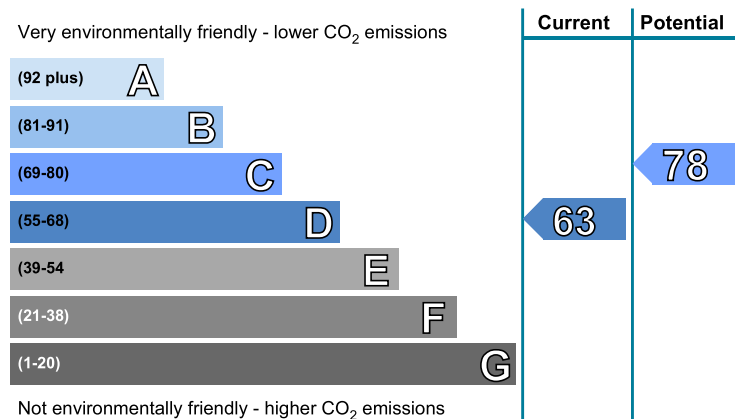 Current Potential
Very environmentally friendly - lower CO₂ emissions
(92 plus) A
(81-91) B
(69-80) C
78
(55-68) D
63
(39-54 E
(21-38) F
(1-20) G
Not environmentally friendly - higher CO₂ emissions